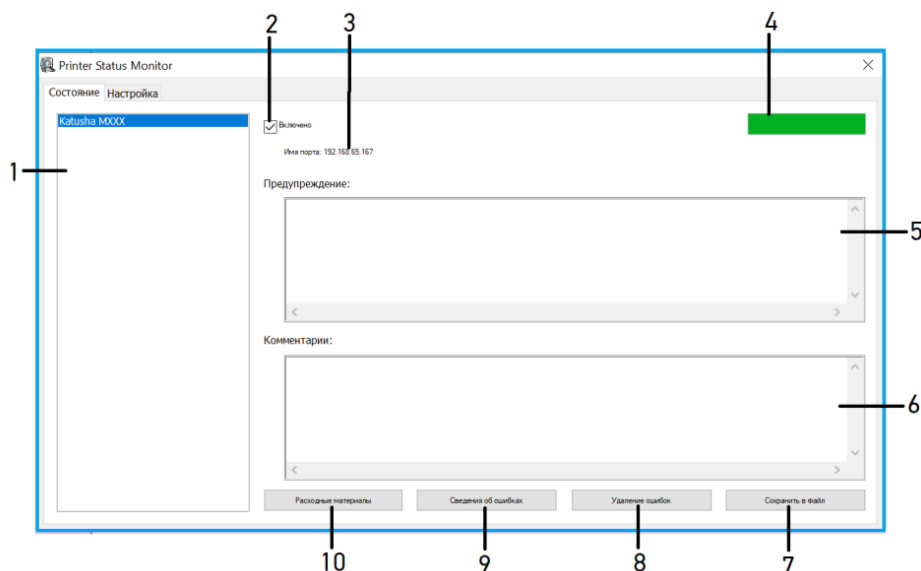 2 3 4
Printer Status Monitor
Состояние Настройка
Katusha MXXX
Включено
Имя порта: 192.168.65.167
1
Предупреждение:
5
Комментарии:
6
Расходные материалы Сведения об ошибках Удаление ошибок Сохранить в файл
10 9 8 7